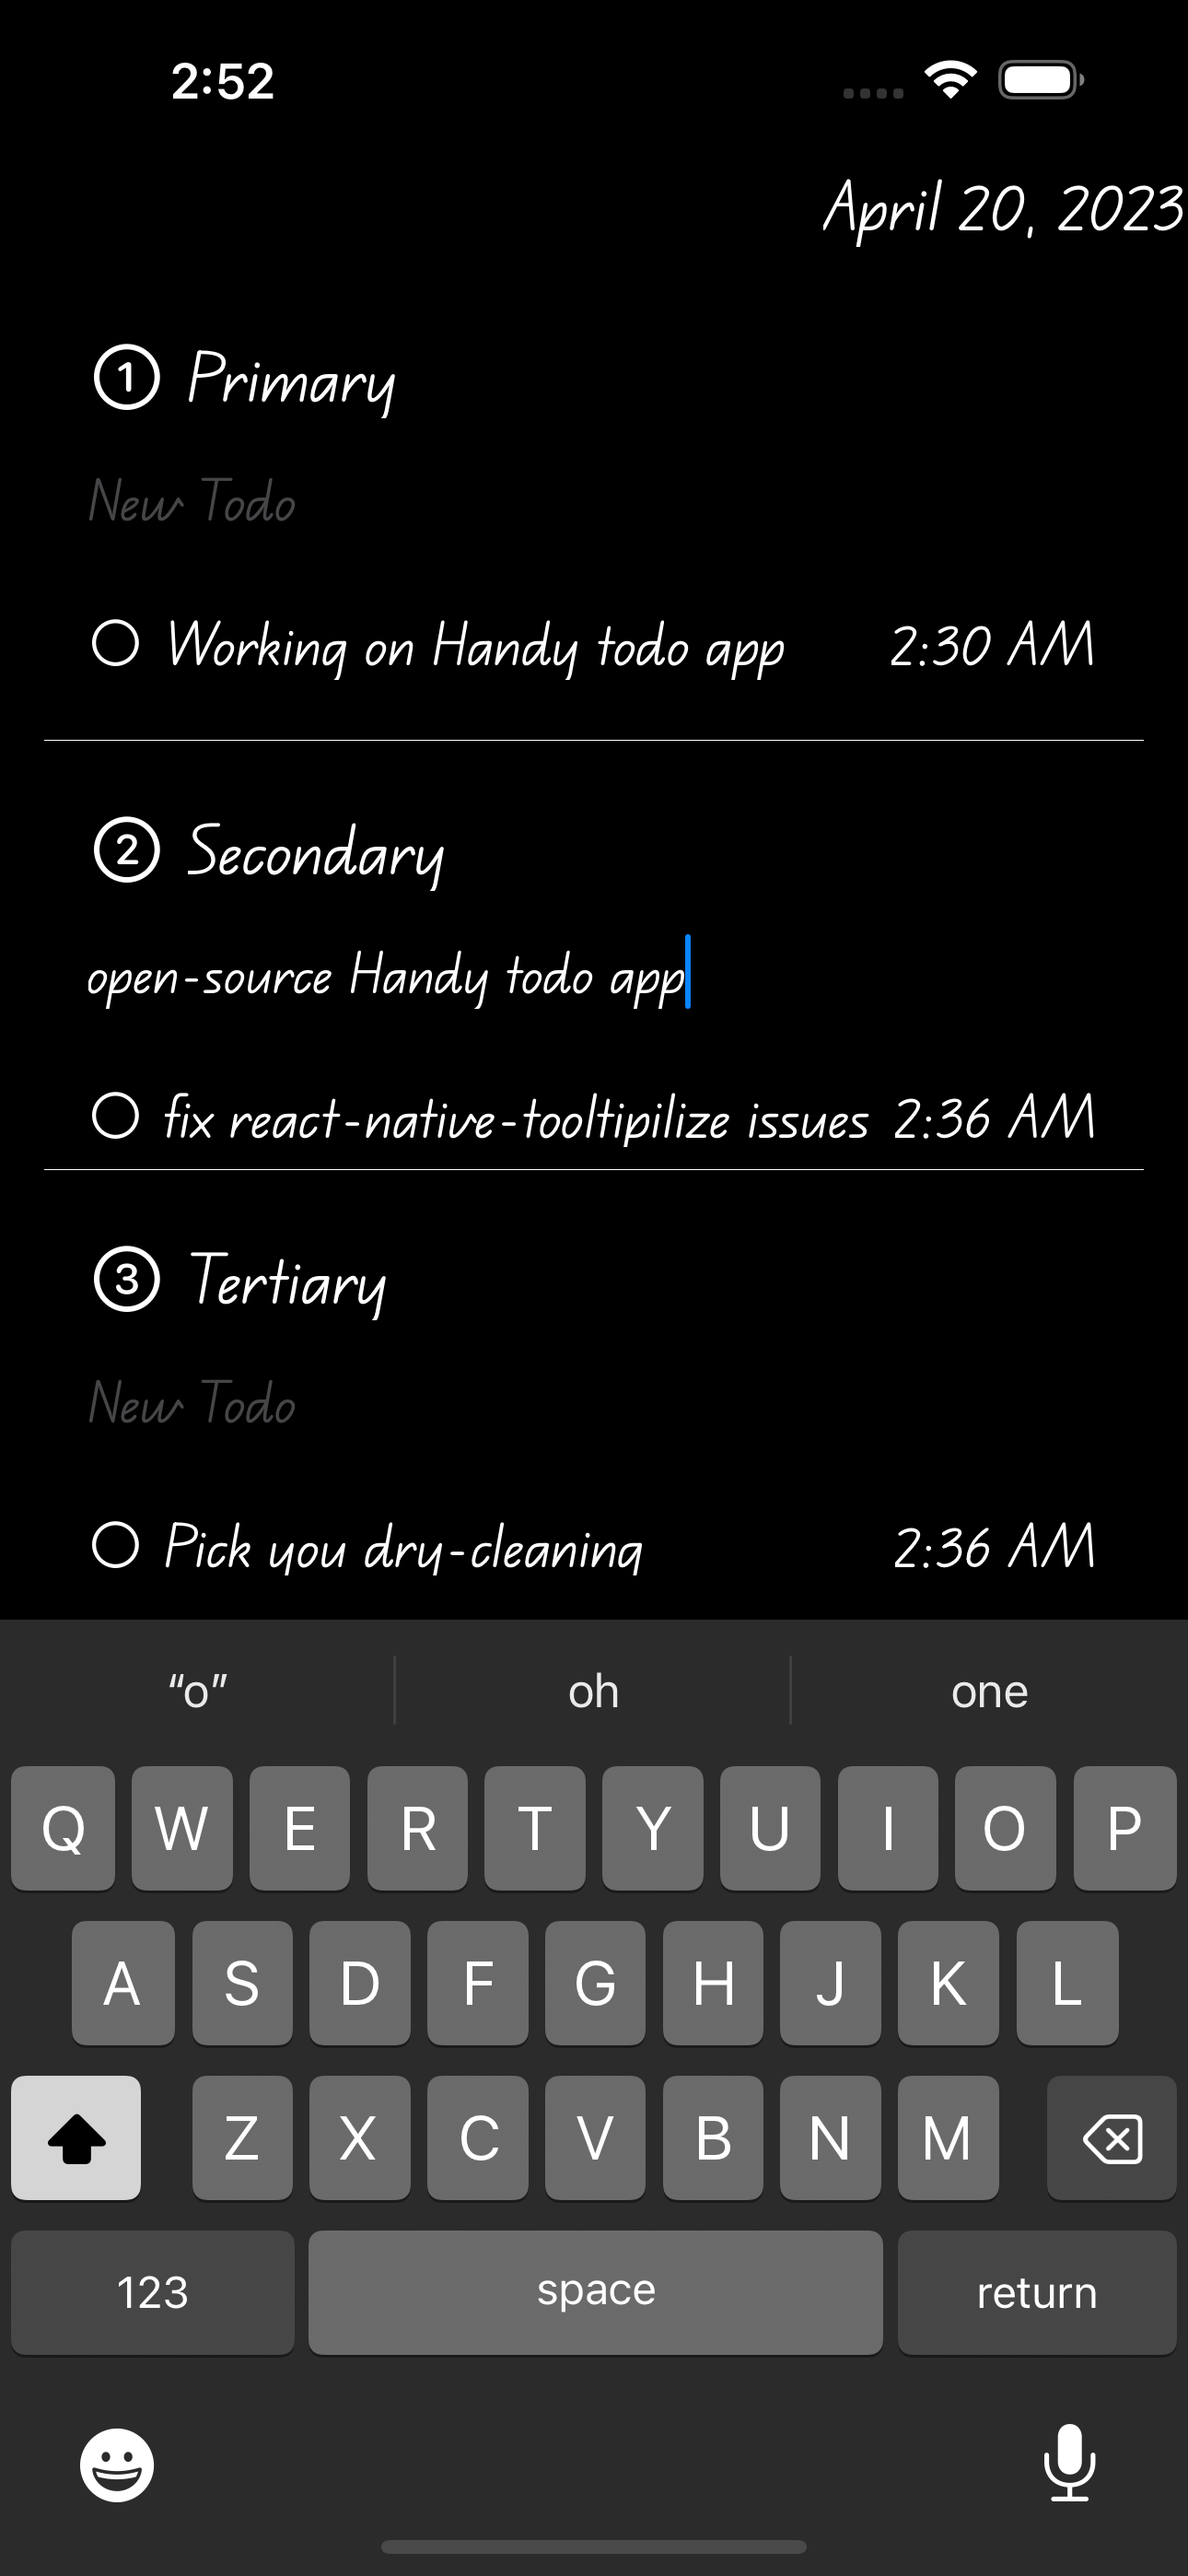 2:52
April 20, 2023
1 Primary
New Todo
Working on Handy todo app 2:30 AM
2 Secondary
open-source Handy todo app
fix react-native-tooltipilize issues 2:36 AM
3 Tertiary
New Todo
Pick you dry-cleaning 2:36 AM
“o” oh one
Q W E R T Y U I O P
A S D F G H J K L
Z X C V B N M
123 space return